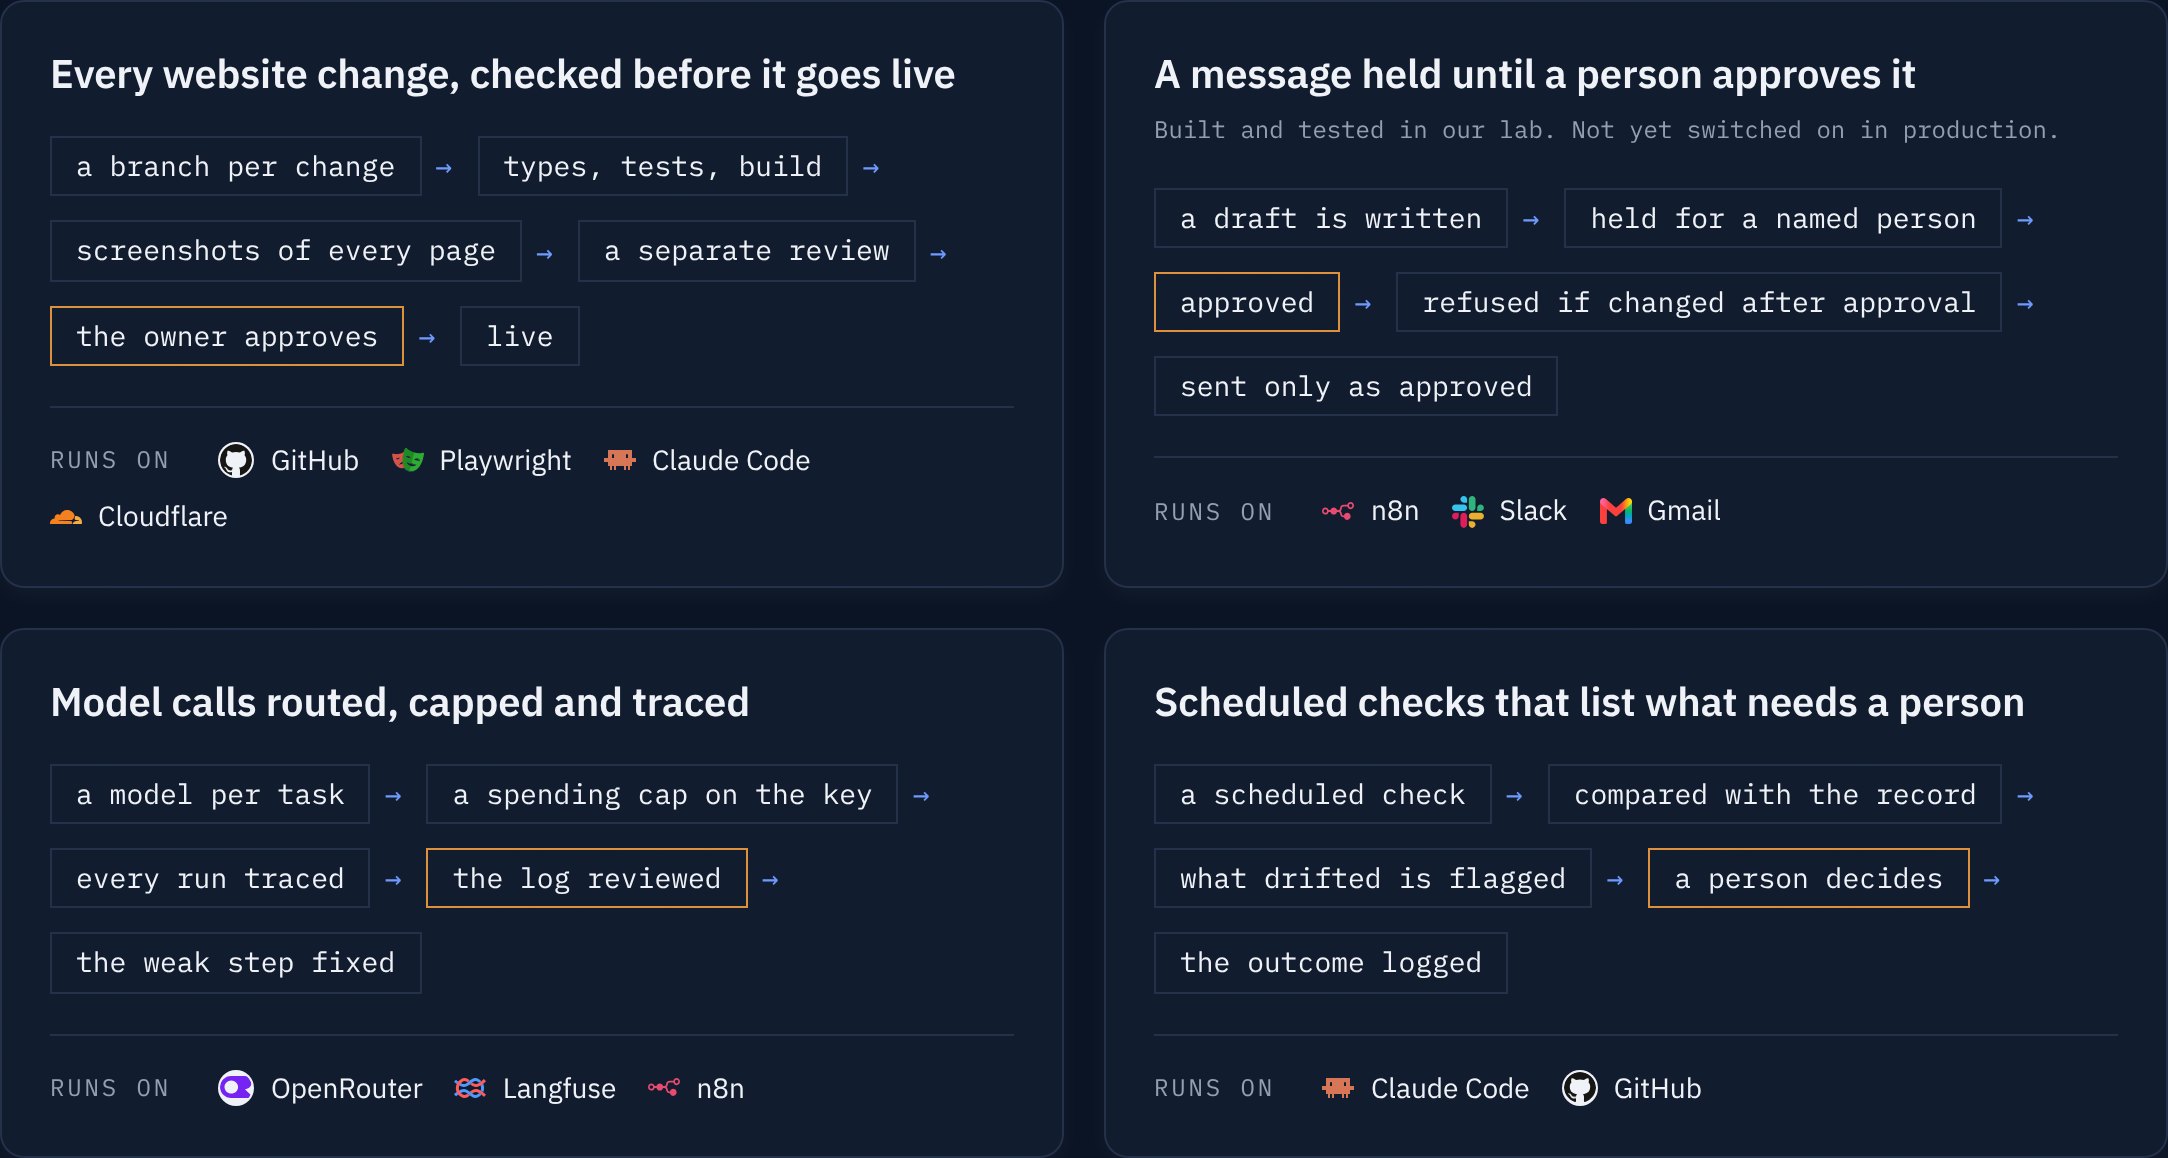 Every website change, checked before it goes live
a branch per change → types, tests, build →
screenshots of every page → a separate review →
the owner approves → live
RUNS ON GitHub Playwright Claude Code
Cloudflare
A message held until a person approves it
Built and tested in our lab. Not yet switched on in production.
a draft is written → held for a named person →
approved → refused if changed after approval →
sent only as approved
RUNS ON n8n Slack Gmail
Model calls routed, capped and traced
a model per task → a spending cap on the key →
every run traced → the log reviewed →
the weak step fixed
RUNS ON OpenRouter Langfuse n8n
Scheduled checks that list what needs a person
a scheduled check → compared with the record →
what drifted is flagged → a person decides →
the outcome logged
RUNS ON Claude Code GitHub